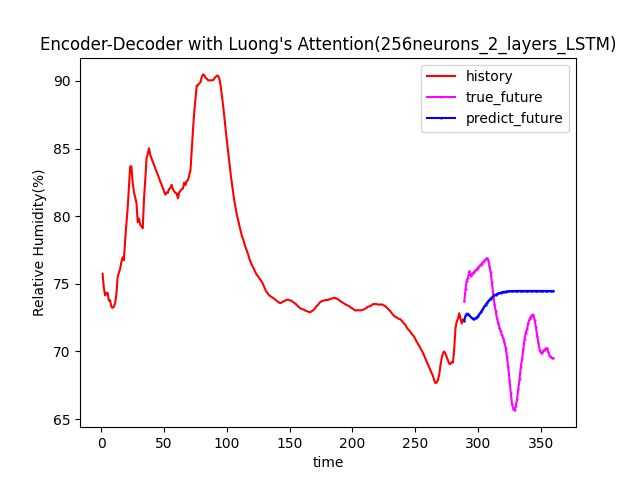 Encoder-Decoder with Luong's Attention(256neurons_2_layers_LSTM)
history
true_future
predict_future
Relative Humidity(%)
90
85
80
75
70
65
0 50 100 150 200 250 300 350
time